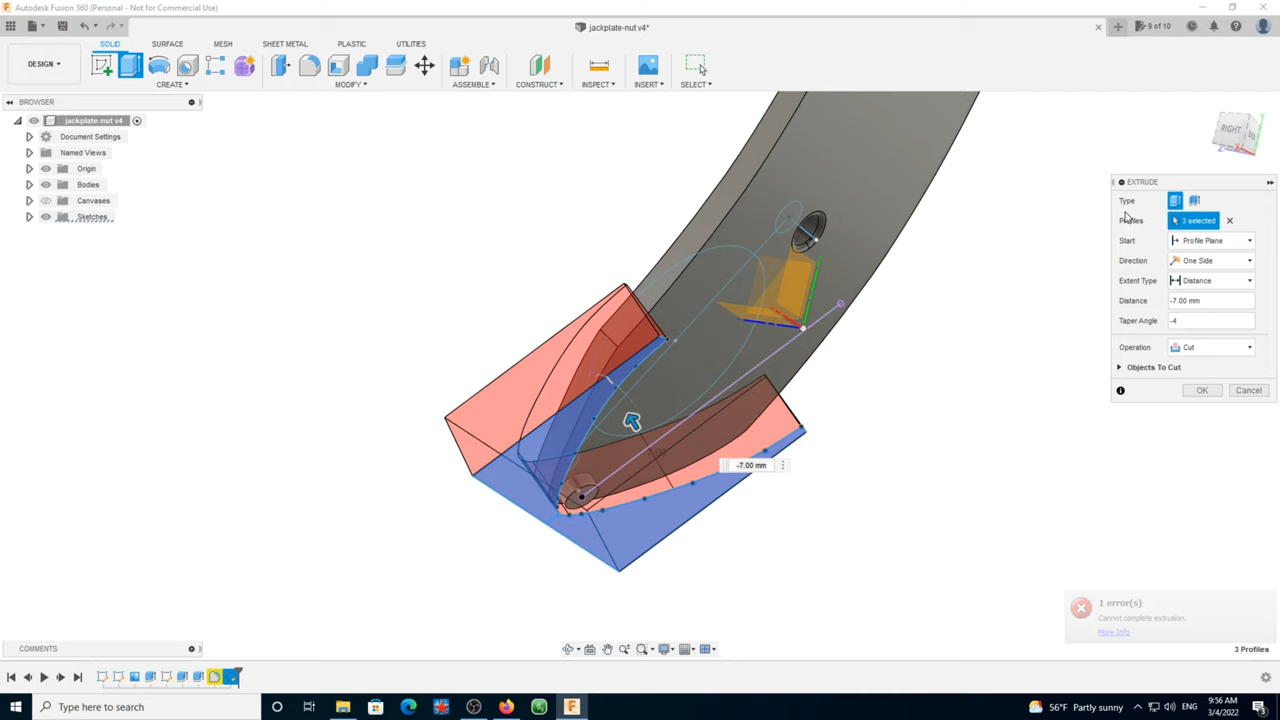 Autodesk Fusion 360 (Personal - Not for Commercial Use)
jackplate-nut v4*
9 of 10
SOLID SURFACE MESH SHEET METAL PLASTIC UTILITIES
DESIGN
CREATE MODIFY ASSEMBLE CONSTRUCT INSPECT INSERT SELECT
BROWSER
jackplate-nut v4
Document Settings
Named Views
Origin
Bodies
Canvases
Sketches
RIGHT
Z
X
EXTRUDE
Type
Profiles 3 selected
Start Profile Plane
Direction One Side
Extent Type Distance
Distance -7.00 mm
Taper Angle -4
Operation Cut
Objects To Cut
OK Cancel
7.00
-7.00 mm
1 error(s)
Cannot complete extrusion.
More Info
COMMENTS
3 Profiles
Type here to search
56°F Partly sunny
ENG
9:56 AM
3/4/2022
3